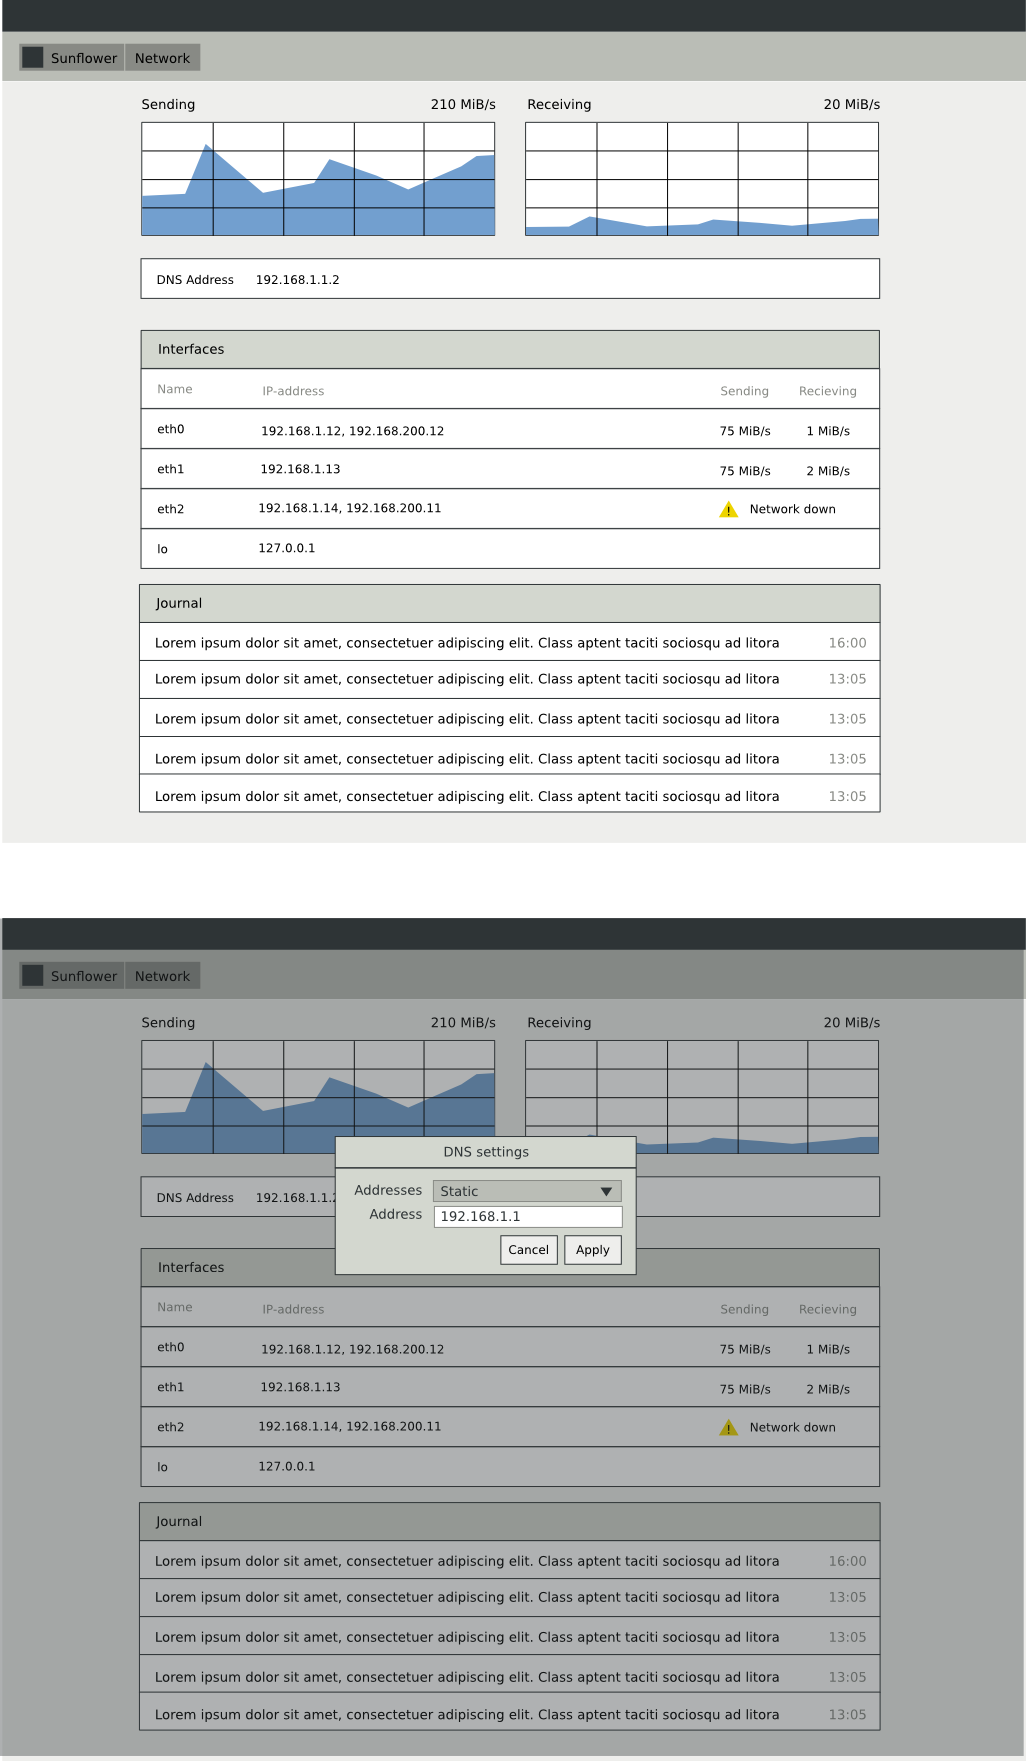 Sunflower Network
Sending 210 MiB/s Receiving 20 MiB/s
DNS Address 192.168.1.1.2
Interfaces
Name IP-address Sending Recieving
eth0 192.168.1.12, 192.168.200.12 75 MiB/s 1 MiB/s
eth1 192.168.1.13 75 MiB/s 2 MiB/s
eth2 192.168.1.14, 192.168.200.11 ! Network down
lo 127.0.0.1
Journal
Lorem ipsum dolor sit amet, consectetuer adipiscing elit. Class aptent taciti sociosqu ad litora 16:00
Lorem ipsum dolor sit amet, consectetuer adipiscing elit. Class aptent taciti sociosqu ad litora 13:05
Lorem ipsum dolor sit amet, consectetuer adipiscing elit. Class aptent taciti sociosqu ad litora 13:05
Lorem ipsum dolor sit amet, consectetuer adipiscing elit. Class aptent taciti sociosqu ad litora 13:05
Lorem ipsum dolor sit amet, consectetuer adipiscing elit. Class aptent taciti sociosqu ad litora 13:05
Sunflower Network
Sending 210 MiB/s Receiving 20 MiB/s
DNS settings
Addresses Static
Address 192.168.1.1
Cancel Apply
DNS Address 192.168.1.1.2
Interfaces
Name IP-address Sending Recieving
eth0 192.168.1.12, 192.168.200.12 75 MiB/s 1 MiB/s
eth1 192.168.1.13 75 MiB/s 2 MiB/s
eth2 192.168.1.14, 192.168.200.11 ! Network down
lo 127.0.0.1
Journal
Lorem ipsum dolor sit amet, consectetuer adipiscing elit. Class aptent taciti sociosqu ad litora 16:00
Lorem ipsum dolor sit amet, consectetuer adipiscing elit. Class aptent taciti sociosqu ad litora 13:05
Lorem ipsum dolor sit amet, consectetuer adipiscing elit. Class aptent taciti sociosqu ad litora 13:05
Lorem ipsum dolor sit amet, consectetuer adipiscing elit. Class aptent taciti sociosqu ad litora 13:05
Lorem ipsum dolor sit amet, consectetuer adipiscing elit. Class aptent taciti sociosqu ad litora 13:05